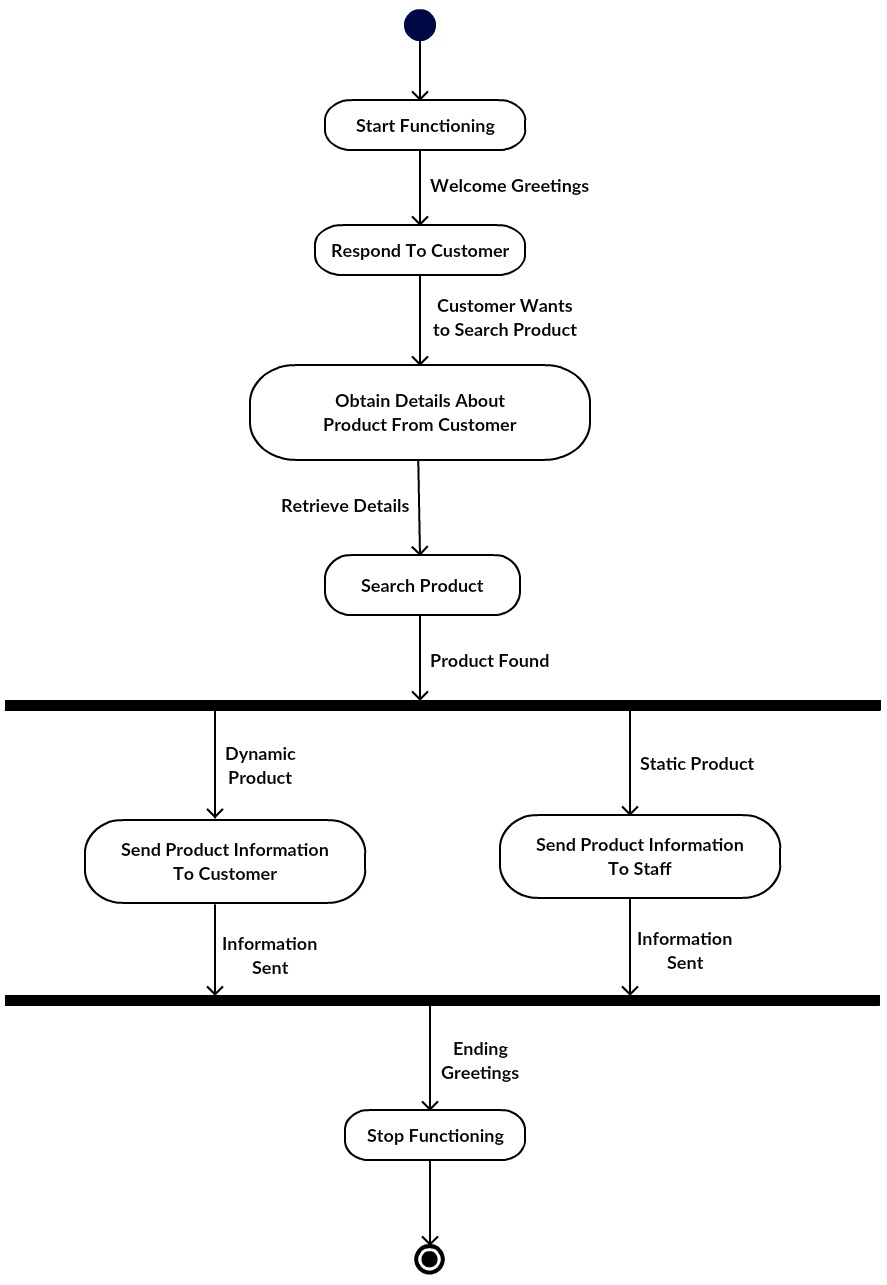 Start Functioning
Welcome Greetings
Respond To Customer
Customer Wants
to Search Product
Obtain Details About
Product From Customer
Retrieve Details
Search Product
Product Found
Dynamic
Product
Static Product
Send Product Information
To Customer
Send Product Information
To Staff
Information
Sent
Information
Sent
Ending
Greetings
Stop Functioning